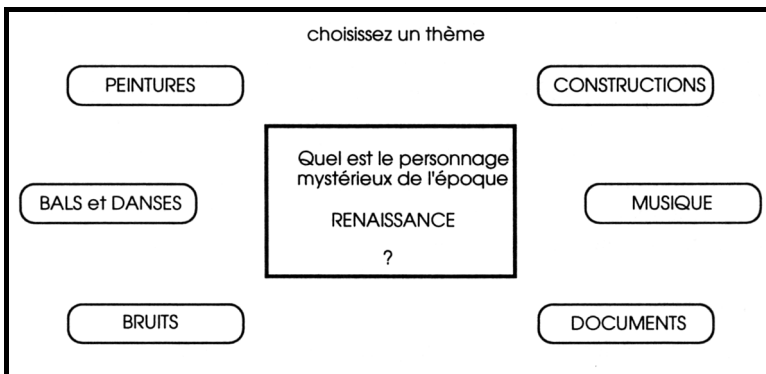 choisissez un thème
PEINTURES
CONSTRUCTIONS
Quel est le personnage
mystérieux de l'époque
RENAISSANCE
?
BALS et DANSES
MUSIQUE
BRUITS
DOCUMENTS